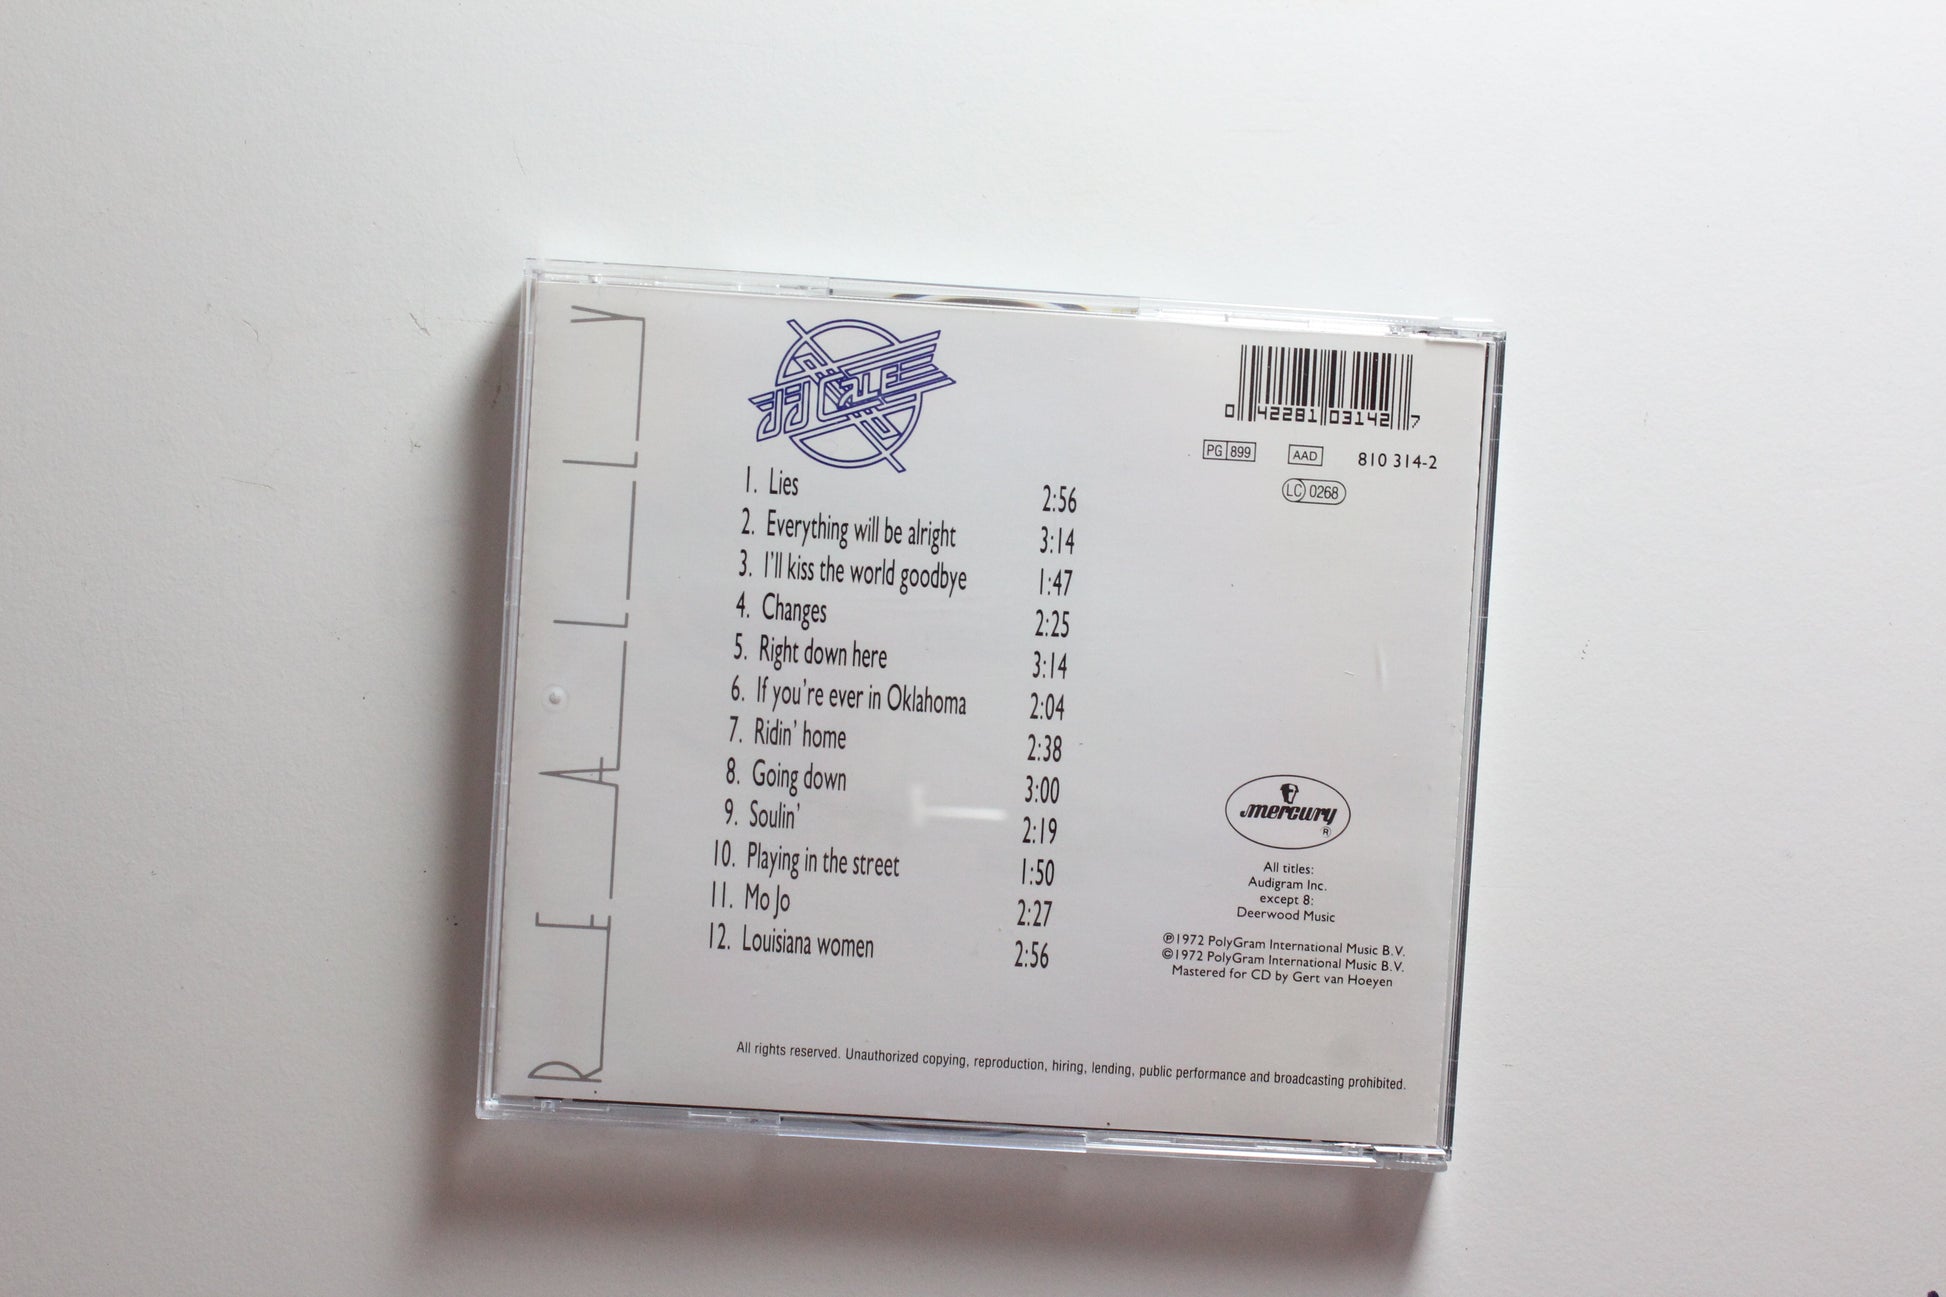 REALLY
JJ CALE
1. Lies 2:56
2. Everything will be alright 3:14
3. I'll kiss the world goodbye 1:47
4. Changes 2:25
5. Right down here 3:14
6. If you're ever in Oklahoma 2:04
7. Ridin' home 2:38
8. Going down 3:00
9. Soulin' 2:19
10. Playing in the street 1:50
11. Mo Jo 2:27
12. Louisiana women 2:56
0 42281 03142 7
PG 899 AAD 810 314-2
LC 0268
mercury
®
All titles:
Audigram Inc.
except 8:
Deerwood Music
℗1972 PolyGram International Music B.V.
©1972 PolyGram International Music B.V.
Mastered for CD by Gert van Hoeyen
All rights reserved. Unauthorized copying, reproduction, hiring, lending, public performance and broadcasting prohibited.